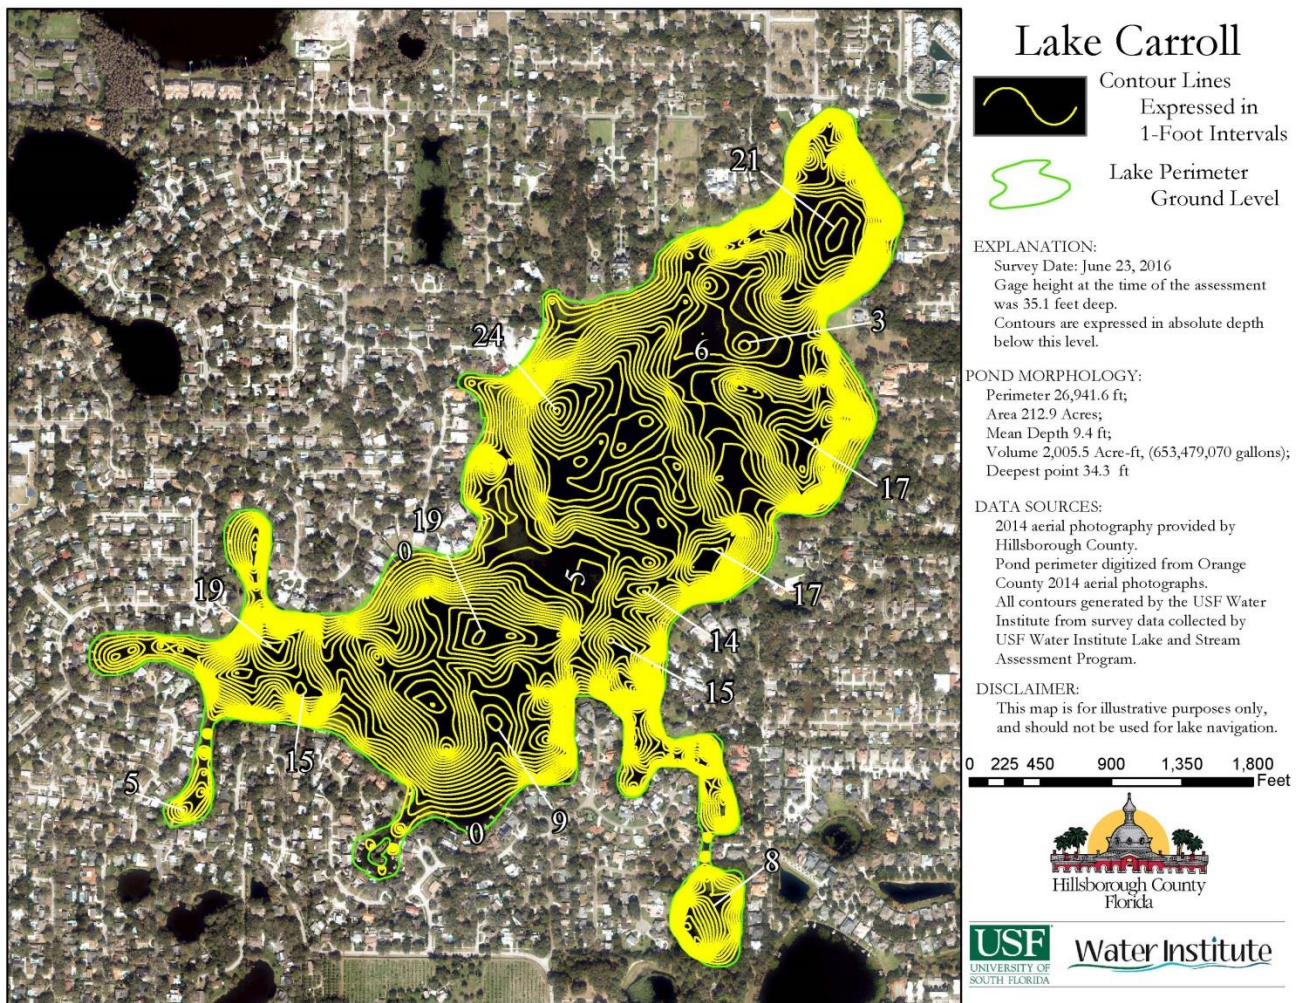 Lake Carroll
Contour Lines
Expressed in
1-Foot Intervals
Lake Perimeter
Ground Level
EXPLANATION:
Survey Date: June 23, 2016
Gage height at the time of the assessment
was 35.1 feet deep.
Contours are expressed in absolute depth
below this level.
POND MORPHOLOGY:
Perimeter 26,941.6 ft;
Area 212.9 Acres;
Mean Depth 9.4 ft;
Volume 2,005.5 Acre-ft, (653,479,070 gallons);
Deepest point 34.3 ft
DATA SOURCES:
2014 aerial photography provided by
Hillsborough County.
Pond perimeter digitized from Orange
County 2014 aerial photographs.
All contours generated by the USF Water
Institute from survey data collected by
USF Water Institute Lake and Stream
Assessment Program.
DISCLAIMER:
This map is for illustrative purposes only,
and should not be used for lake navigation.
0 225 450 900 1,350 1,800
Feet
Hillsborough County
Florida
USF
UNIVERSITY OF
SOUTH FLORIDA
Water Institute
21
3
24
6
17
19
0
5
17
19
14
15
15
5
9
0
8